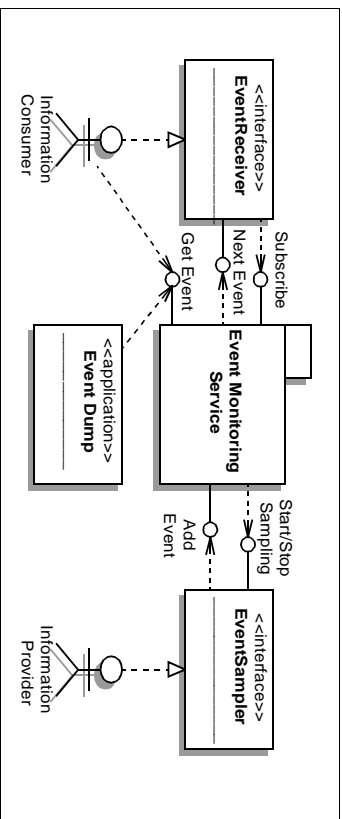 <<interface>>
EventReceiver
Subscribe
Next Event
Get Event
Information
Consumer
Event Monitoring
Service
<<application>>
Event Dump
Start/Stop
Sampling
Add
Event
<<interface>>
EventSampler
Information
Provider